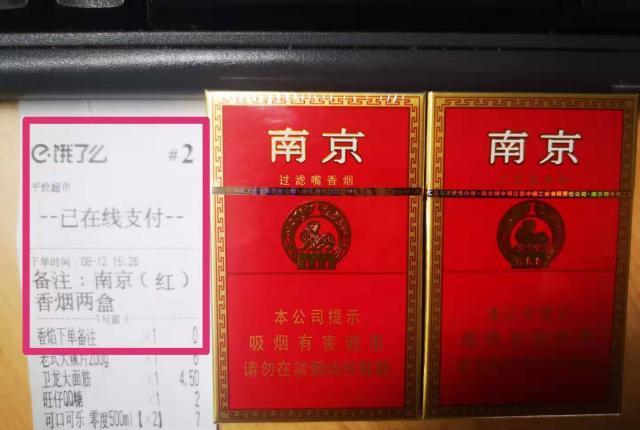 饿了么 #2
平价超市
--已在线支付--
下单时间：08-12 15:28
备注：南京（红）
香烟两盒
香焰下单备注 ×1 0
老式大辣片200g ×1 6
卫龙大面筋 ×1 4.50
旺仔QQ糖 ×1 2
可口可乐 零度500ml【×2】 7
南京
过滤嘴香烟
本公司提示
吸烟有害健康
请勿在禁烟场所吸烟
南京